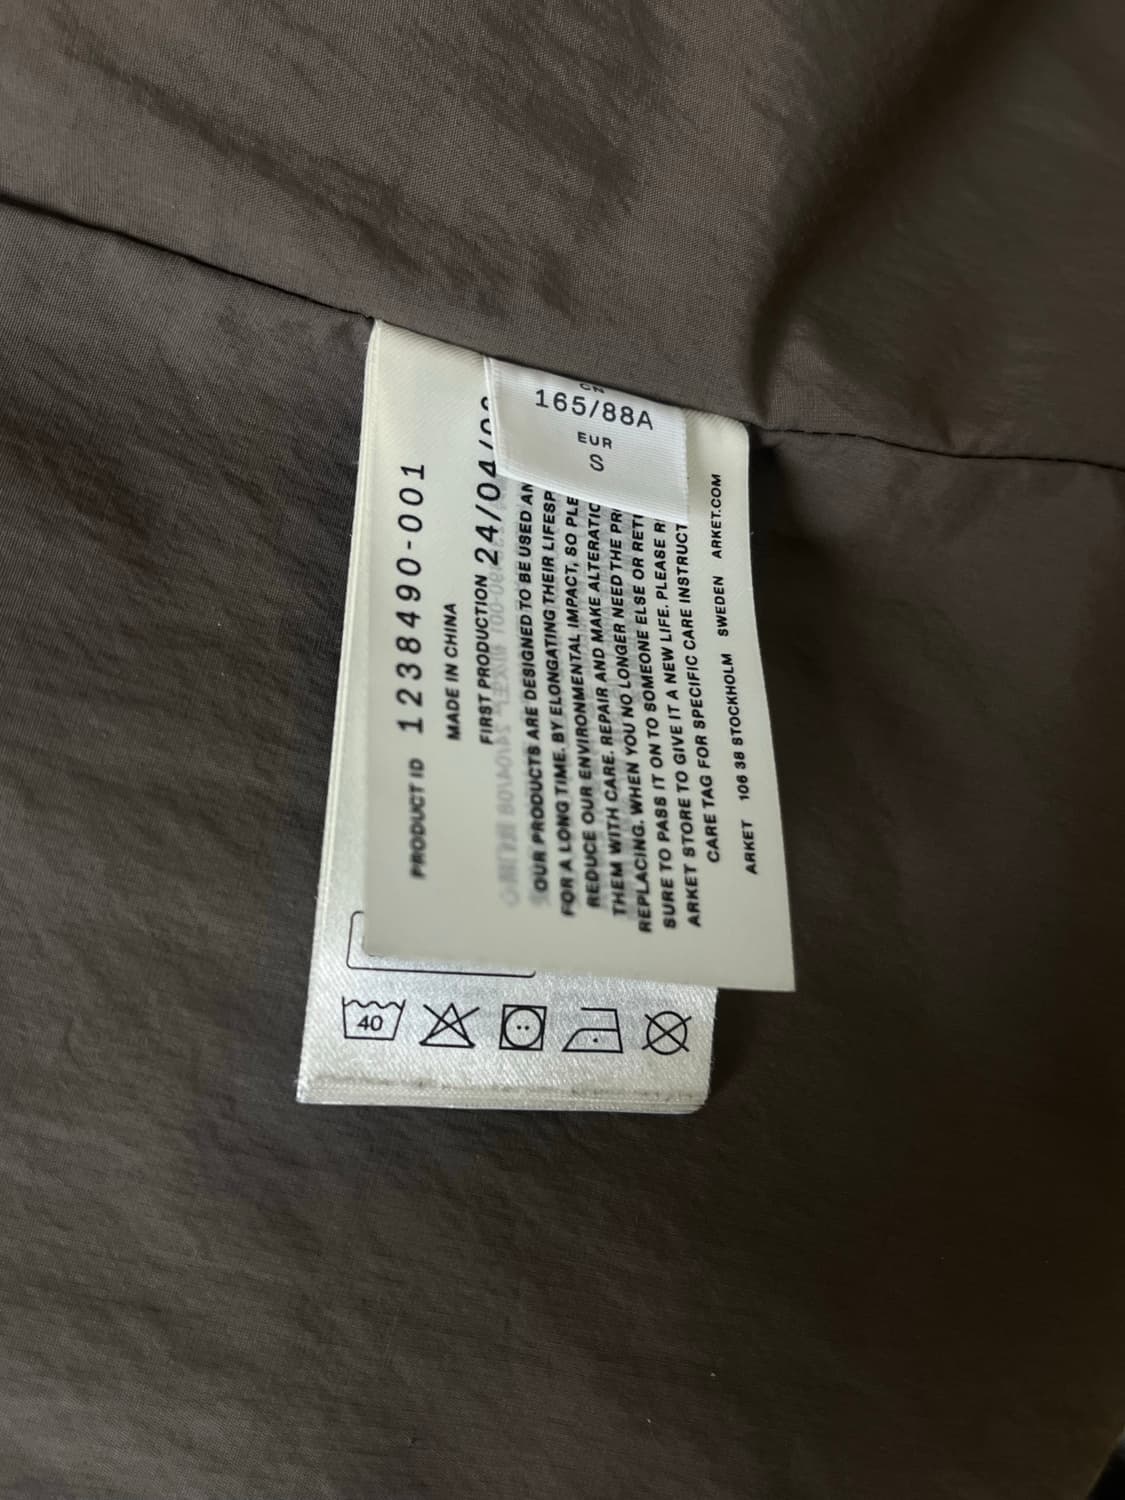 CN
165/88A
EUR
S
PRODUCT ID 1238490-001
MADE IN CHINA
FIRST PRODUCTION 24/04/
OUR PRODUCTS ARE DESIGNED TO BE USED AN
FOR A LONG TIME. BY ELONGATING THEIR LIFESP
REDUCE OUR ENVIRONMENTAL IMPACT, SO PLE
THEM WITH CARE. REPAIR AND MAKE ALTERATIO
REPLACING. WHEN YOU NO LONGER NEED THE PR
SURE TO PASS IT ON TO SOMEONE ELSE OR RETU
ARKET STORE TO GIVE IT A NEW LIFE. PLEASE R
CARE TAG FOR SPECIFIC CARE INSTRUCT
ARKET 106 38 STOCKHOLM SWEDEN ARKET.COM
40